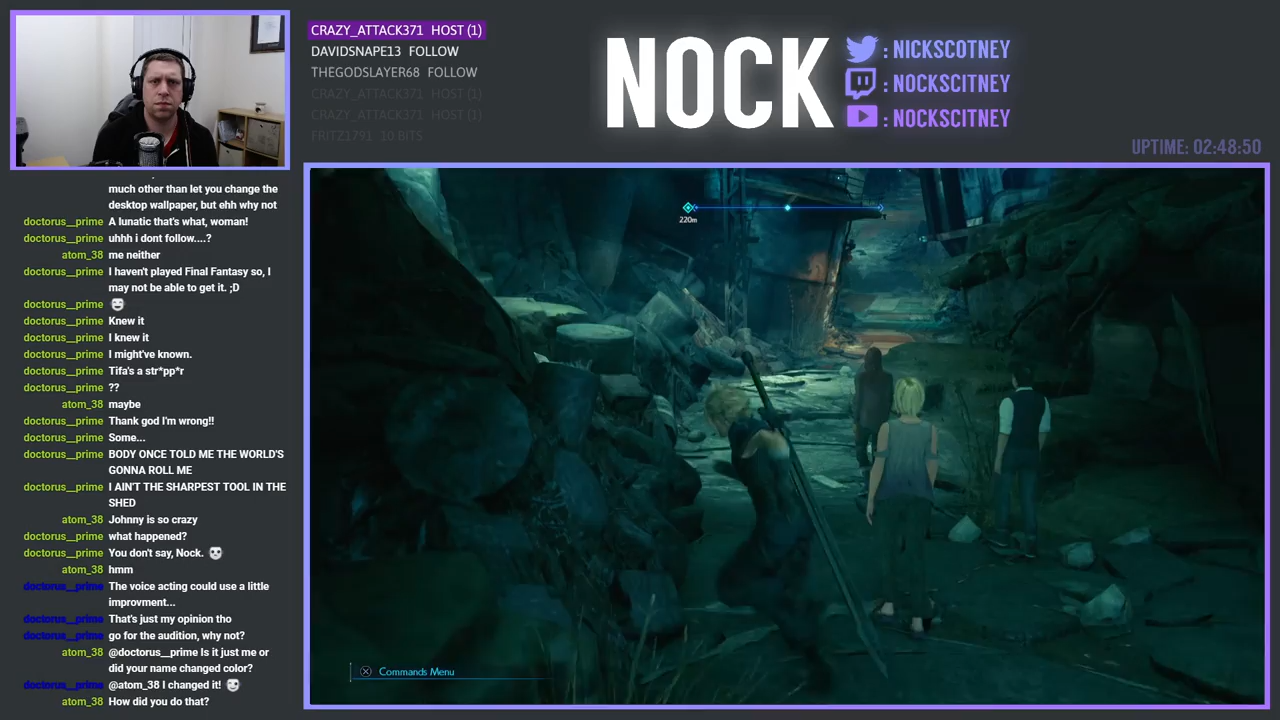 CRAZY_ATTACK371 HOST (1)
DAVIDSNAPE13 FOLLOW
THEGODSLAYER68 FOLLOW
CRAZY_ATTACK371 HOST (1)
CRAZY_ATTACK371 HOST (1)
FRITZ1791 10 BITS
NOCK
: NICKSCOTNEY
: NOCKSCITNEY
: NOCKSCITNEY
UPTIME: 02:48:50
much other than let you change the
desktop wallpaper, but ehh why not
doctorus__prime A lunatic that's what, woman!
doctorus__prime uhhh i dont follow....?
atom_38 me neither
doctorus__prime I haven't played Final Fantasy so, I
may not be able to get it. ;D
doctorus__prime
doctorus__prime Knew it
doctorus__prime I knew it
doctorus__prime I might've known.
doctorus__prime Tifa's a str*pp*r
doctorus__prime ??
atom_38 maybe
doctorus__prime Thank god I'm wrong!!
doctorus__prime Some...
doctorus__prime BODY ONCE TOLD ME THE WORLD'S
GONNA ROLL ME
doctorus__prime I AIN'T THE SHARPEST TOOL IN THE
SHED
atom_38 Johnny is so crazy
doctorus__prime what happened?
doctorus__prime You don't say, Nock.
atom_38 hmm
doctorus__prime The voice acting could use a little
improvment...
doctorus__prime That's just my opinion tho
doctorus__prime go for the audition, why not?
atom_38 @doctorus__prime Is it just me or
did your name changed color?
doctorus__prime @atom_38 I changed it!
atom_38 How did you do that?
220m
Commands Menu